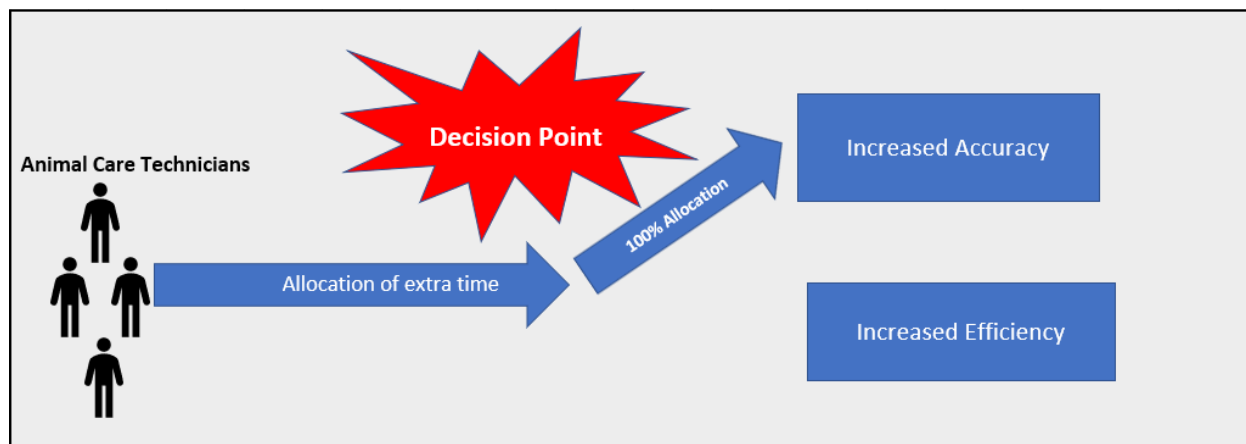 Decision Point
Animal Care Technicians
Allocation of extra time
100% Allocation
Increased Accuracy
Increased Efficiency